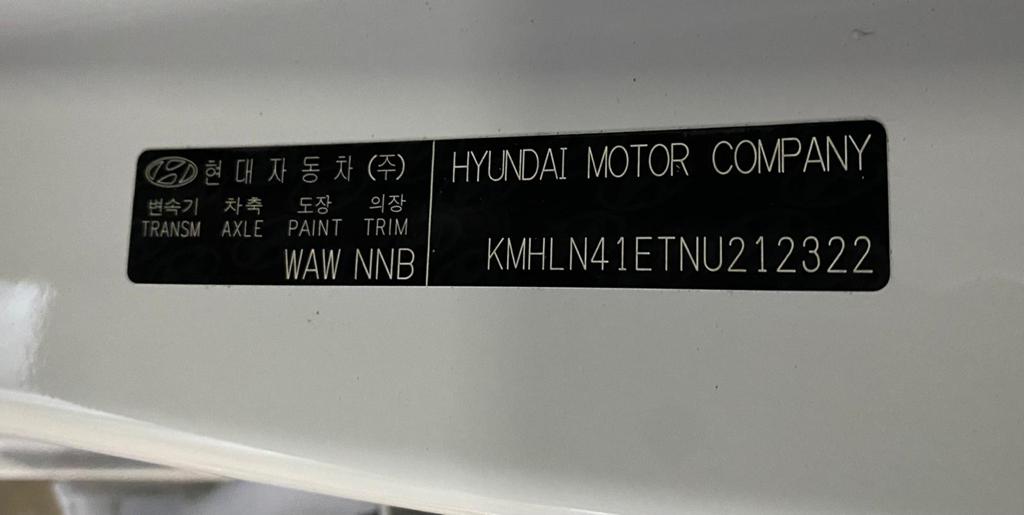 현대자동차(주)
변속기 차축 도장 의장
TRANSM AXLE PAINT TRIM
WAW NNB
HYUNDAI MOTOR COMPANY
KMHLN41ETNU212322